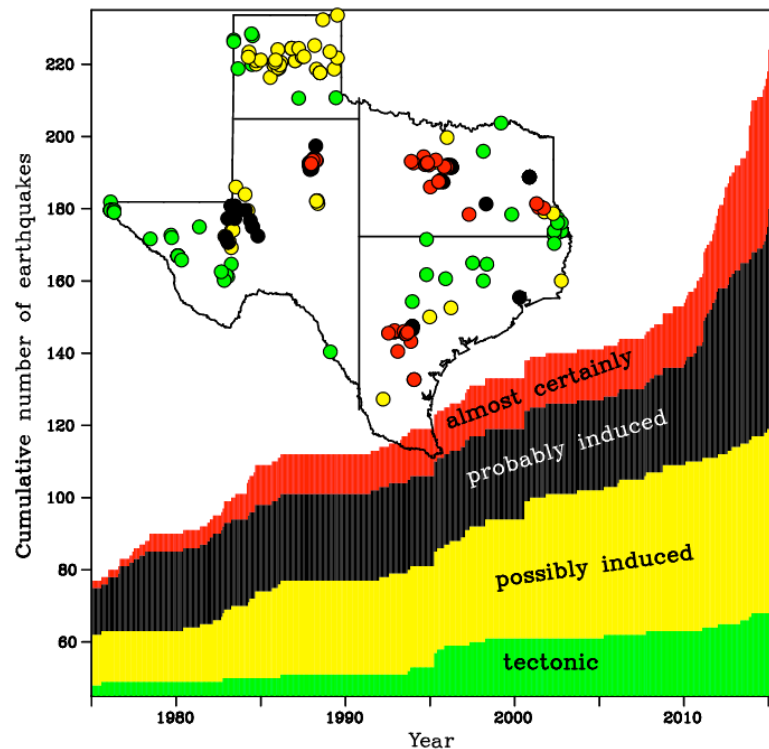 Cumulative number of earthquakes
220
200
180
160
140
120
100
80
60
almost certainly
probably induced
possibly induced
tectonic
1980
1990
2000
2010
Year